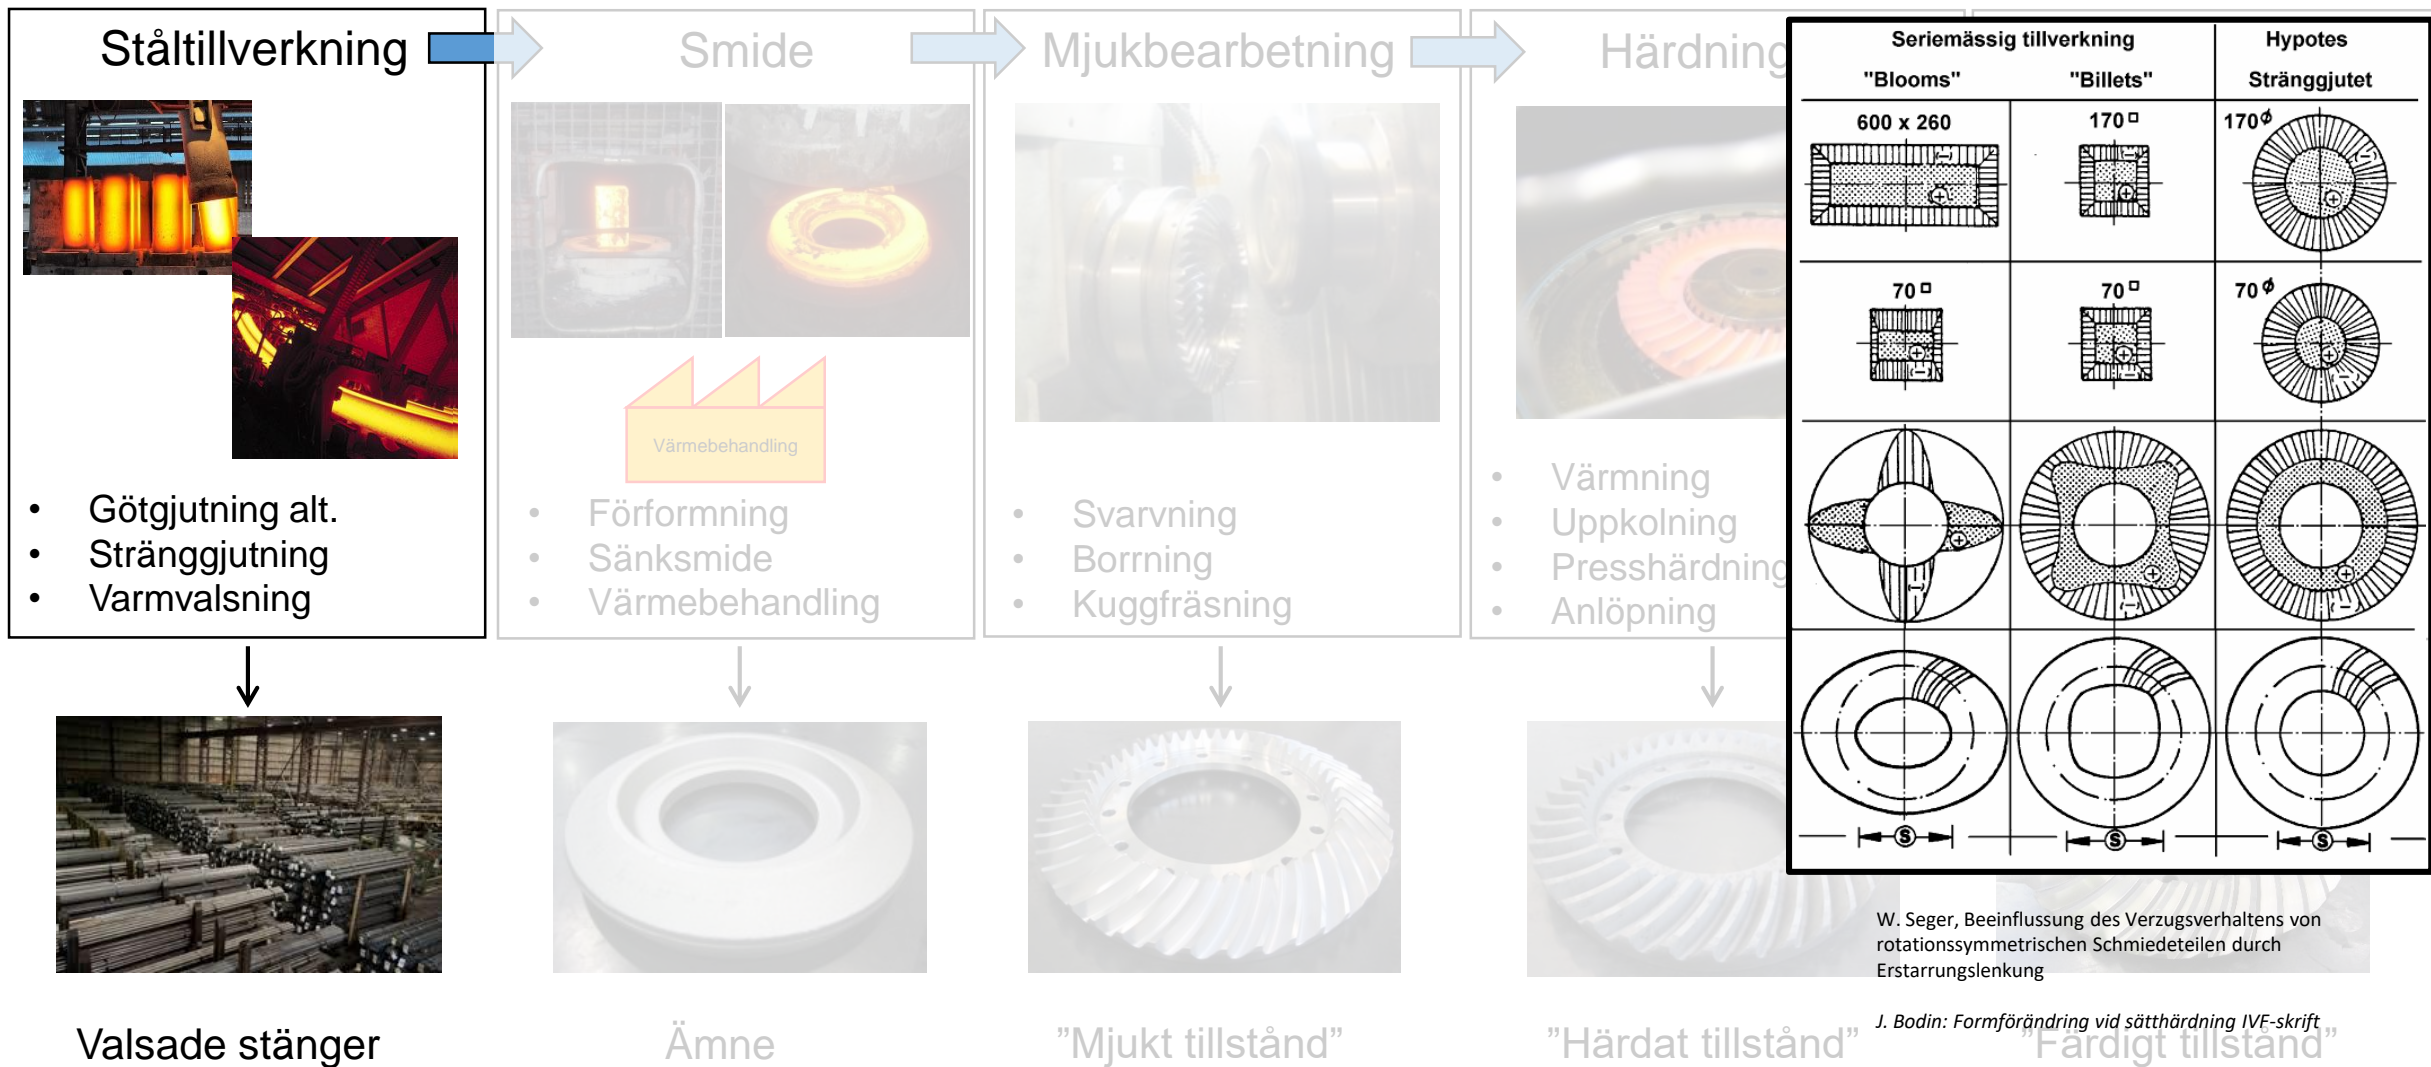 Ståltillverkning
• Götgjutning alt.
• Stränggjutning
• Varmvalsning
Valsade stänger
Smide
Värmebehandling
• Förformning
• Sänksmide
• Värmebehandling
Ämne
Mjukbearbetning
• Svarvning
• Borrning
• Kuggfräsning
”Mjukt tillstånd”
Härdning
• Värmning
• Uppkolning
• Presshärdning
• Anlöpning
”Härdat tillstånd”
Seriemässig tillverkning Hypotes
"Blooms" "Billets" Stränggjutet
600 x 260 170 □ 170 ø
(-) (-) (-)
+ + +
70 □ 70 □ 70 ø
+ + +
(-) (-) (-)
+ + +
(-) (-) (-)
S S S
W. Seger, Beeinflussung des Verzugsverhaltens von
rotationssymmetrischen Schmiedeteilen durch
Erstarrungslenkung
J. Bodin: Formförändring vid sätthärdning IVF-skrift
”Färdigt tillstånd”